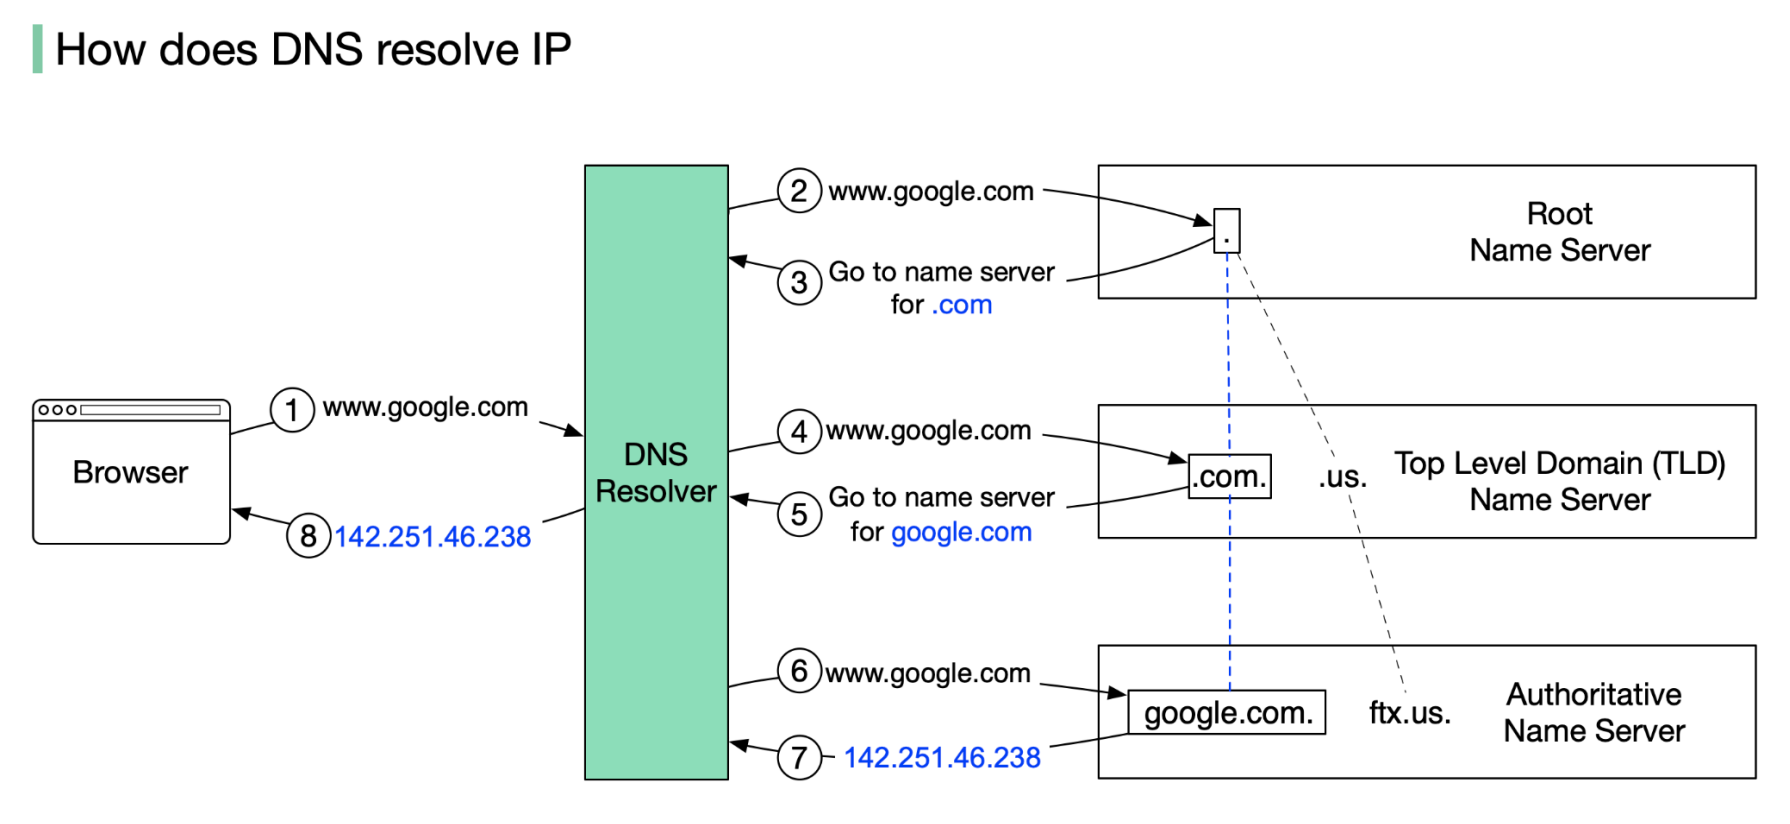 How does DNS resolve IP
Browser
1 www.google.com
8 142.251.46.238
DNS
Resolver
2 www.google.com
3 Go to name server
for .com
4 www.google.com
5 Go to name server
for google.com
6 www.google.com
7 142.251.46.238
.
Root
Name Server
.com.
.us.
Top Level Domain (TLD)
Name Server
google.com.
ftx.us.
Authoritative
Name Server